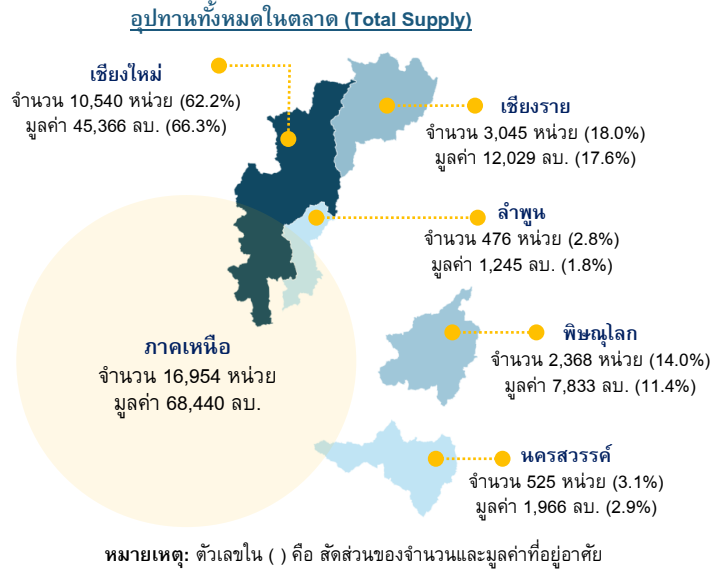 อุปทานทั้งหมดในตลาด (Total Supply)
เชียงใหม่
จำนวน 10,540 หน่วย (62.2%)
มูลค่า 45,366 ลบ. (66.3%)
เชียงราย
จำนวน 3,045 หน่วย (18.0%)
มูลค่า 12,029 ลบ. (17.6%)
ลำพูน
จำนวน 476 หน่วย (2.8%)
มูลค่า 1,245 ลบ. (1.8%)
ภาคเหนือ
จำนวน 16,954 หน่วย
มูลค่า 68,440 ลบ.
พิษณุโลก
จำนวน 2,368 หน่วย (14.0%)
มูลค่า 7,833 ลบ. (11.4%)
นครสวรรค์
จำนวน 525 หน่วย (3.1%)
มูลค่า 1,966 ลบ. (2.9%)
หมายเหตุ: ตัวเลขใน ( ) คือ สัดส่วนของจำนวนและมูลค่าที่อยู่อาศัย